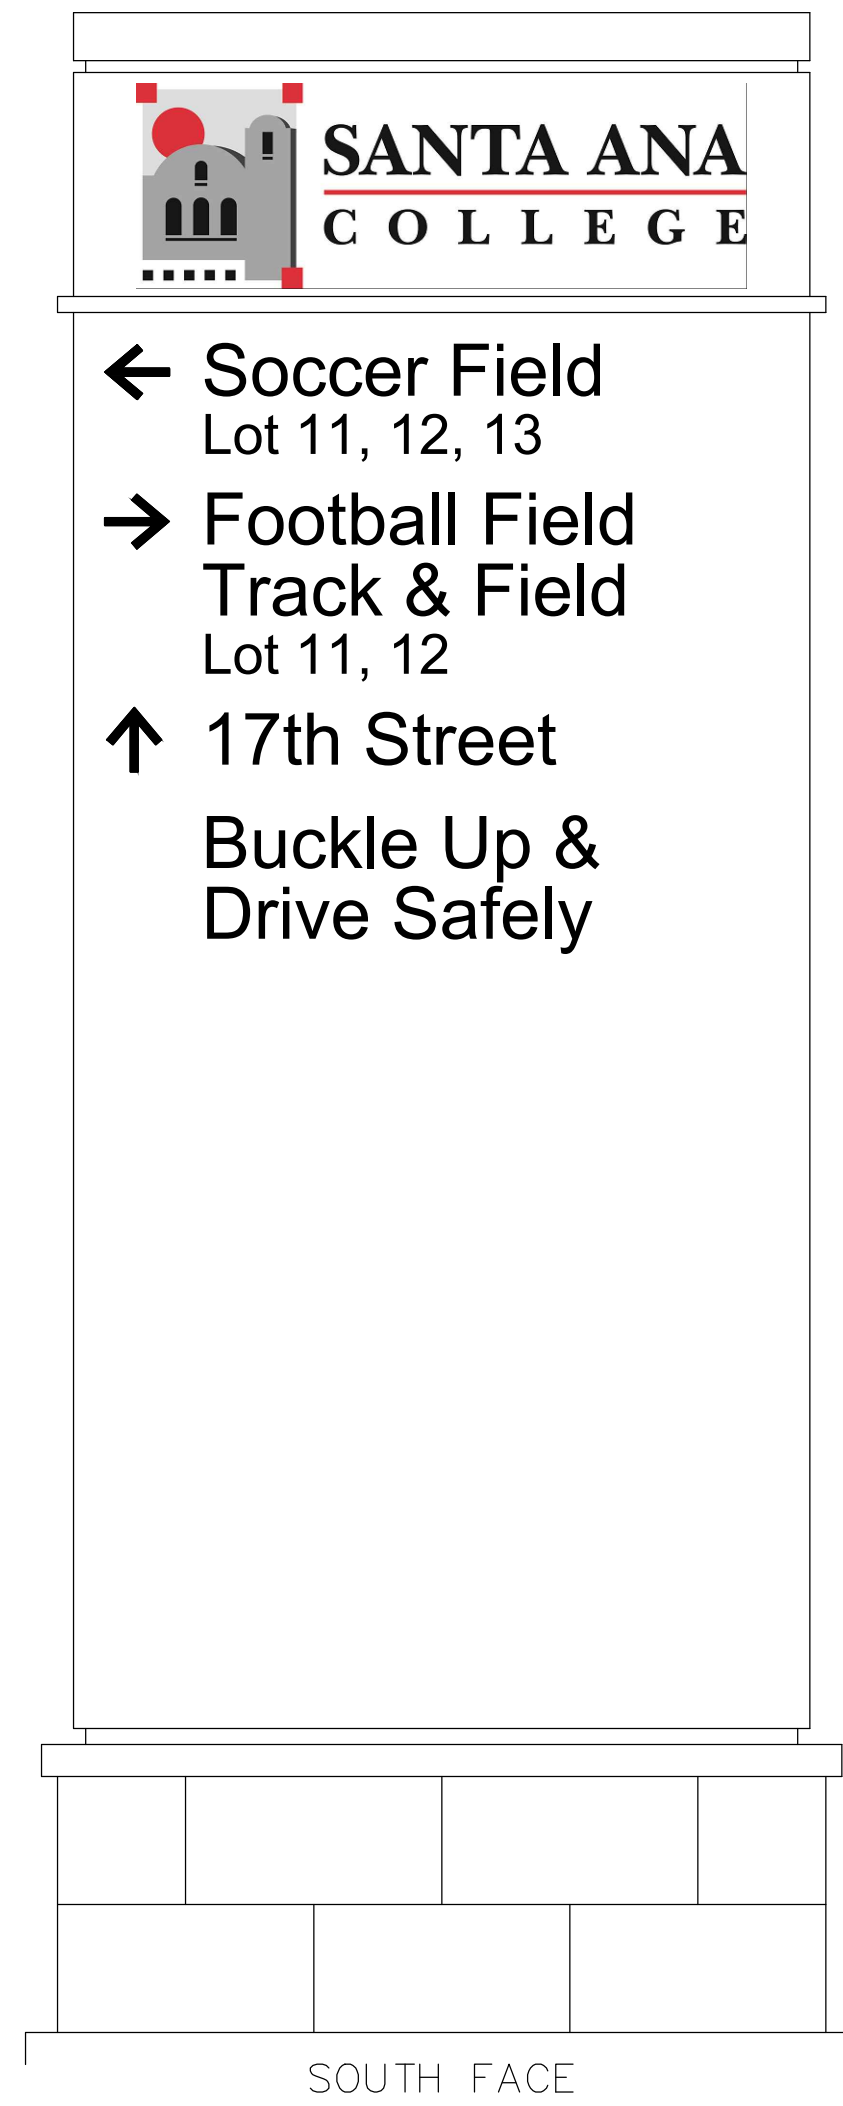 SANTA ANA
COLLEGE
← Soccer Field
Lot 11, 12, 13
→ Football Field
Track & Field
Lot 11, 12
↑ 17th Street
Buckle Up &
Drive Safely
SOUTH FACE